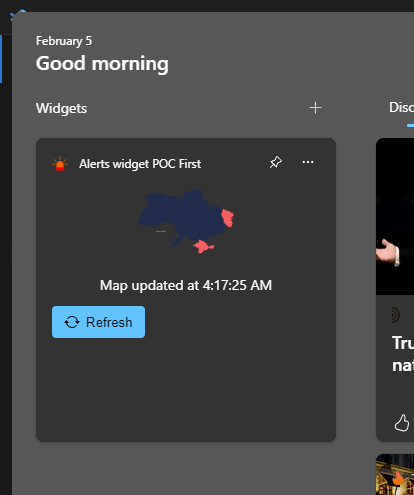 February 5
Good morning
Widgets
Disc
Alerts widget POC First
Map updated at 4:17:25 AM
Refresh
Tru
nat